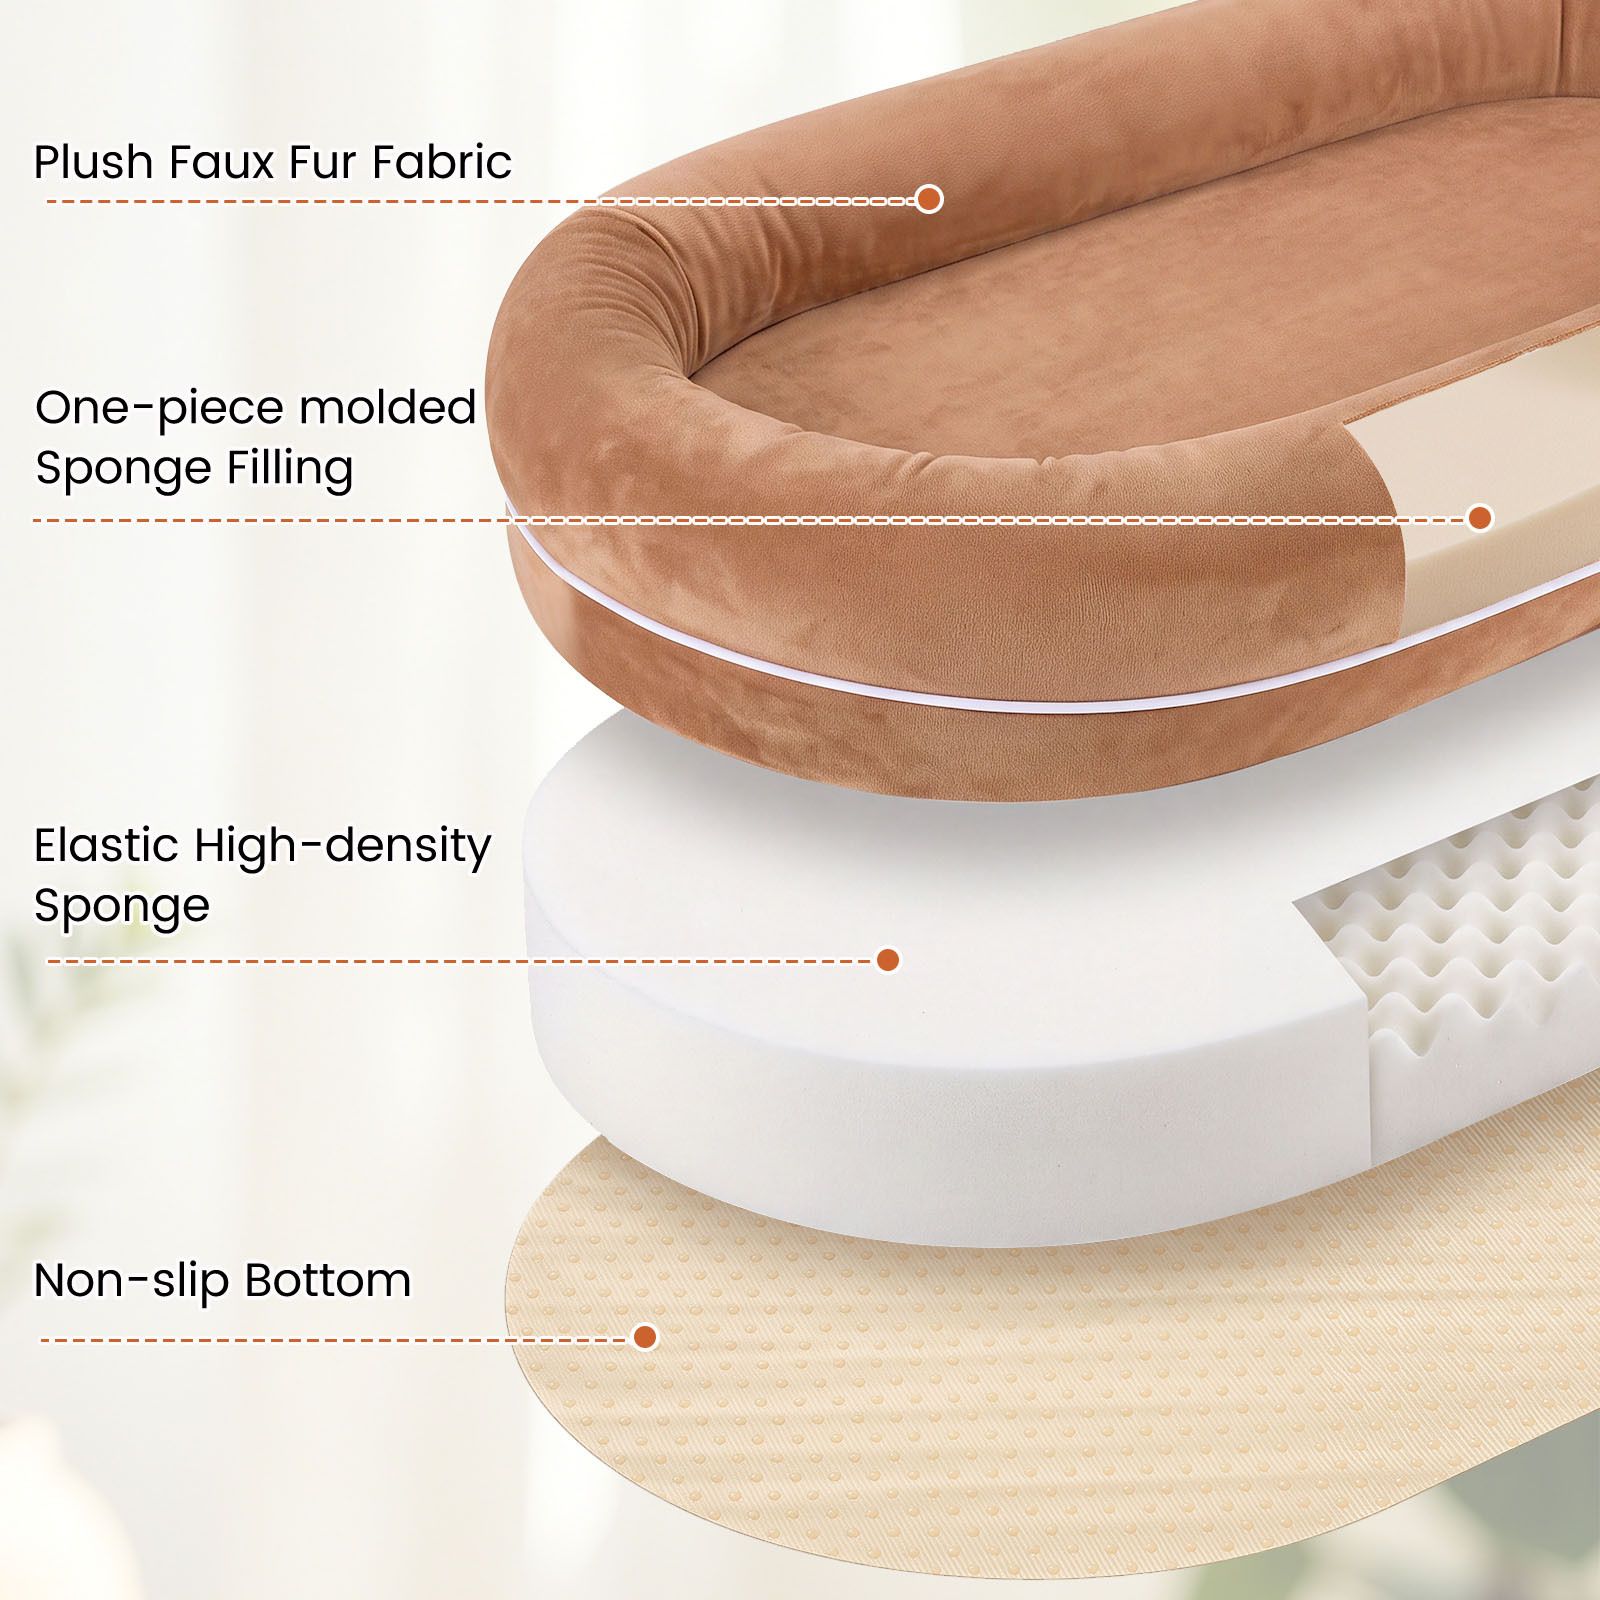 Plush Faux Fur Fabric
One-piece molded
Sponge Filling
Elastic High-density
Sponge
Non-slip Bottom